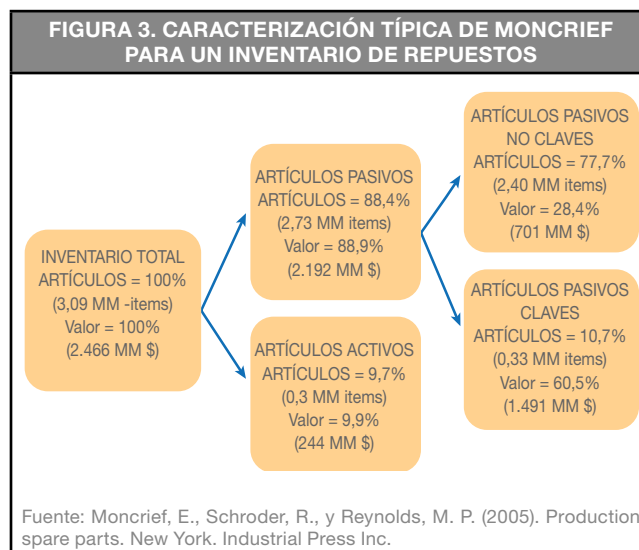 FIGURA 3. CARACTERIZACIÓN TÍPICA DE MONCRIEF
PARA UN INVENTARIO DE REPUESTOS
INVENTARIO TOTAL
ARTÍCULOS = 100%
(3,09 MM -items)
Valor = 100%
(2.466 MM $)
ARTÍCULOS PASIVOS
ARTÍCULOS = 88,4%
(2,73 MM items)
Valor = 88,9%
(2.192 MM $)
ARTÍCULOS ACTIVOS
ARTÍCULOS = 9,7%
(0,3 MM items)
Valor = 9,9%
(244 MM $)
ARTÍCULOS PASIVOS
NO CLAVES
ARTÍCULOS = 77,7%
(2,40 MM items)
Valor = 28,4%
(701 MM $)
ARTÍCULOS PASIVOS
CLAVES
ARTÍCULOS = 10,7%
(0,33 MM items)
Valor = 60,5%
(1.491 MM $)
Fuente: Moncrief, E., Schroder, R., y Reynolds, M. P. (2005). Production
spare parts. New York. Industrial Press Inc.